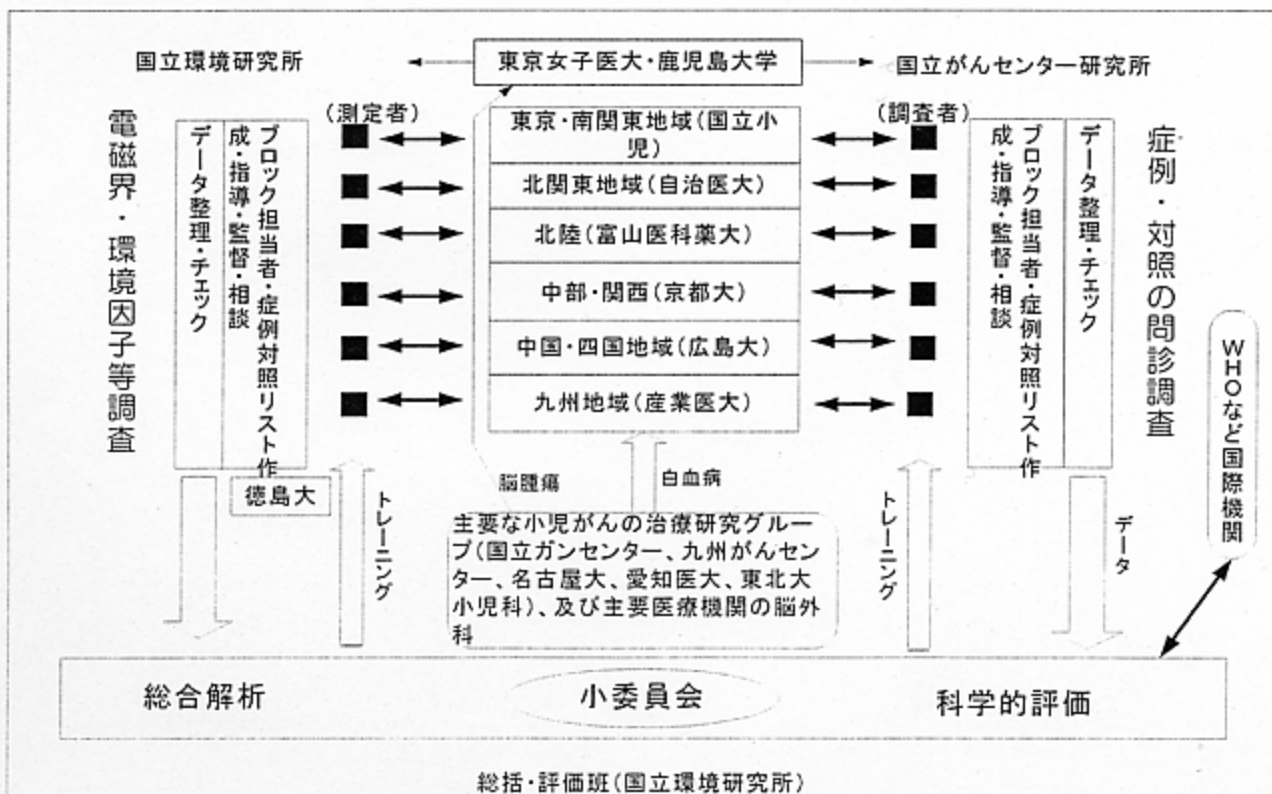 国立環境研究所
東京女子医大・鹿児島大学
国立がんセンター研究所
電磁界・環境因子等調査
データ整理・チェック
ブロック担当者・症例対照リスト作
成・指導・監督・相談
徳島大
(測定者)
東京・南関東地域(国立小
児)
北関東地域(自治医大)
北陸(富山医科薬大)
中部・関西(京都大)
中国・四国地域(広島大)
九州地域(産業医大)
(調査者)
ブロック担当者・症例対照リスト作
成・指導・監督・相談
データ整理・チェック
症例・対照の問診調査
WHOなど国際機関
トレーニング
脳腫瘍
白血病
主要な小児がんの治療研究グルー
プ(国立ガンセンター、九州がんセン
ター、名古屋大、愛知医大、東北大
小児科)、及び主要医療機関の脳外
科
トレーニング
データ
総合解析
小委員会
科学的評価
総括・評価班(国立環境研究所)